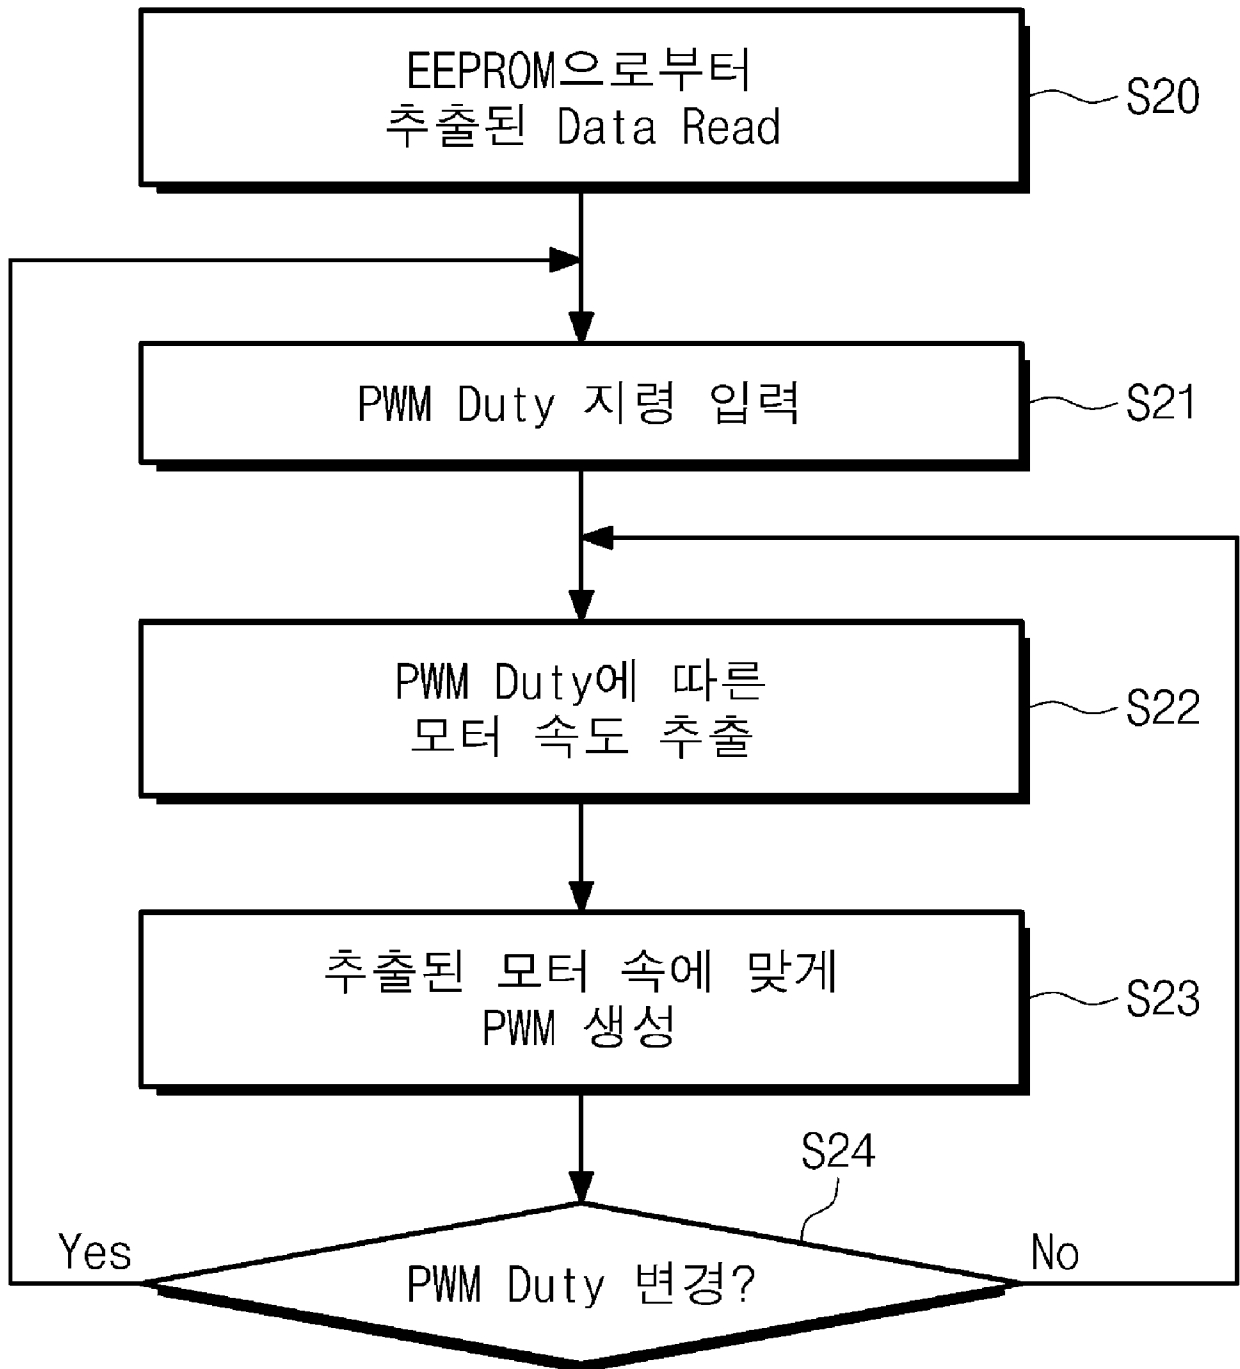 EEPROM으로부터
추출된 Data Read
S20
PWM Duty 지령 입력
S21
PWM Duty에 따른
모터 속도 추출
S22
추출된 모터 속에 맞게
PWM 생성
S23
S24
Yes
PWM Duty 변경?
No